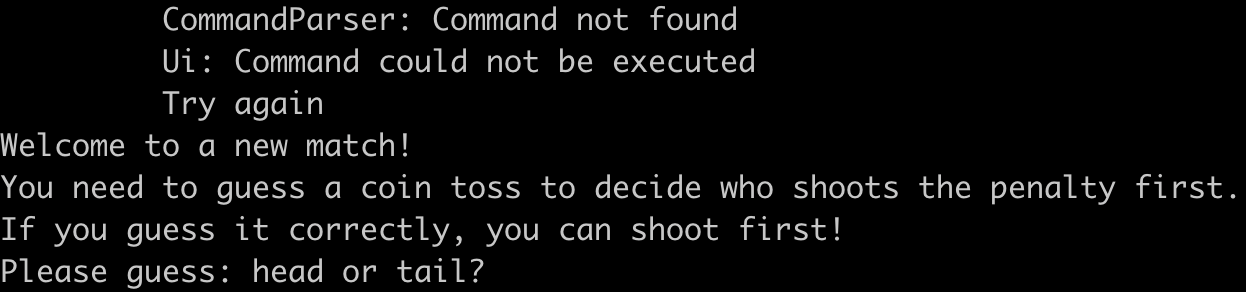 CommandParser: Command not found
Ui: Command could not be executed
Try again
Welcome to a new match!
You need to guess a coin toss to decide who shoots the penalty first.
If you guess it correctly, you can shoot first!
Please guess: head or tail?